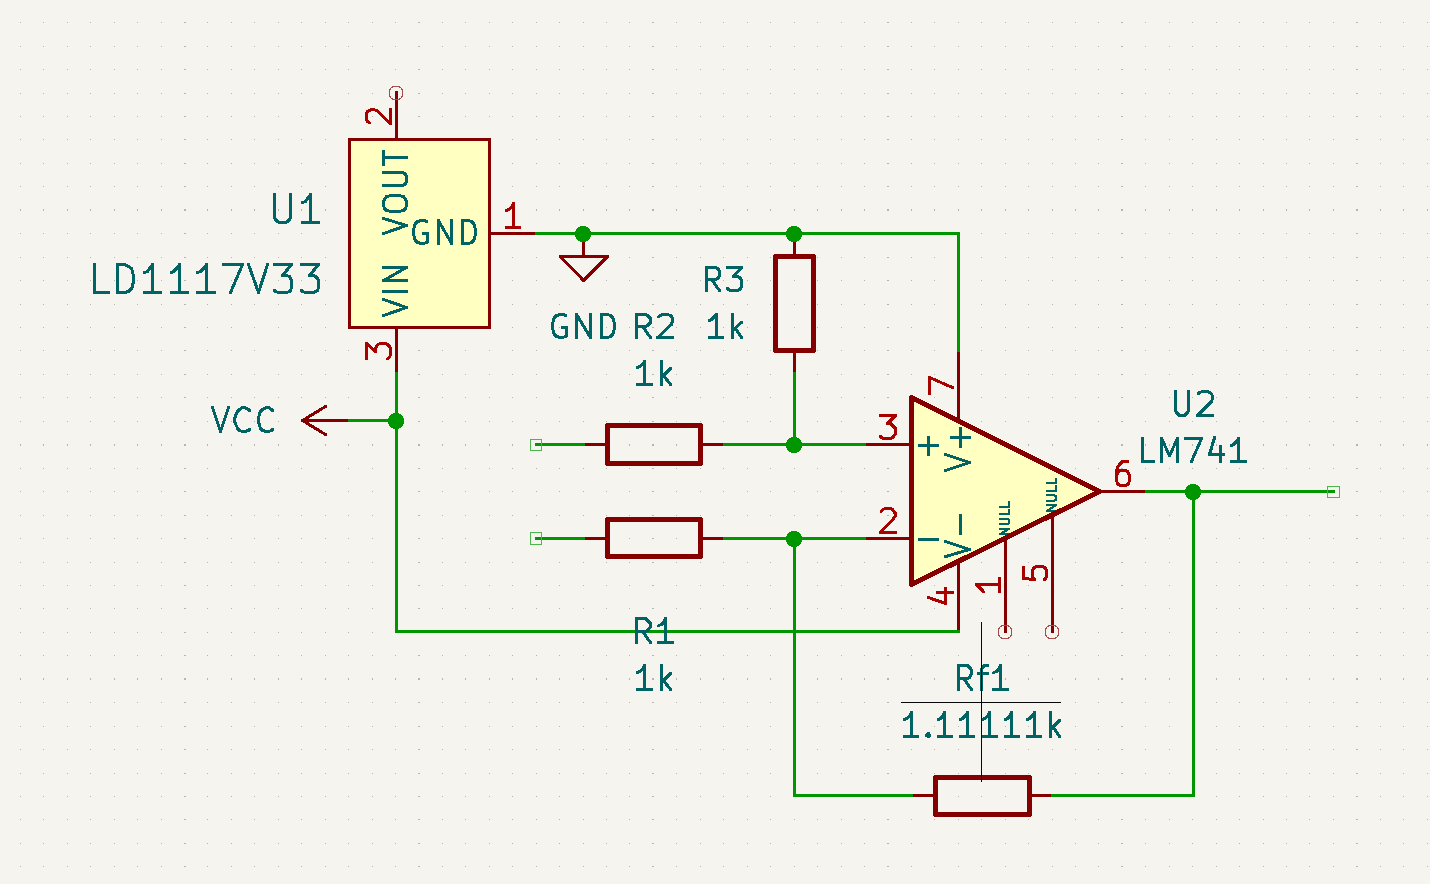 2
VOUT
U1
GND
1
LD1117V33
VIN
3
R3
1k
GND
R2
1k
VCC
7
U2
LM741
3
+
V+
6
NULL
NULL
2
−
V−
4
1
5
R1
1k
Rf1
1.11111k